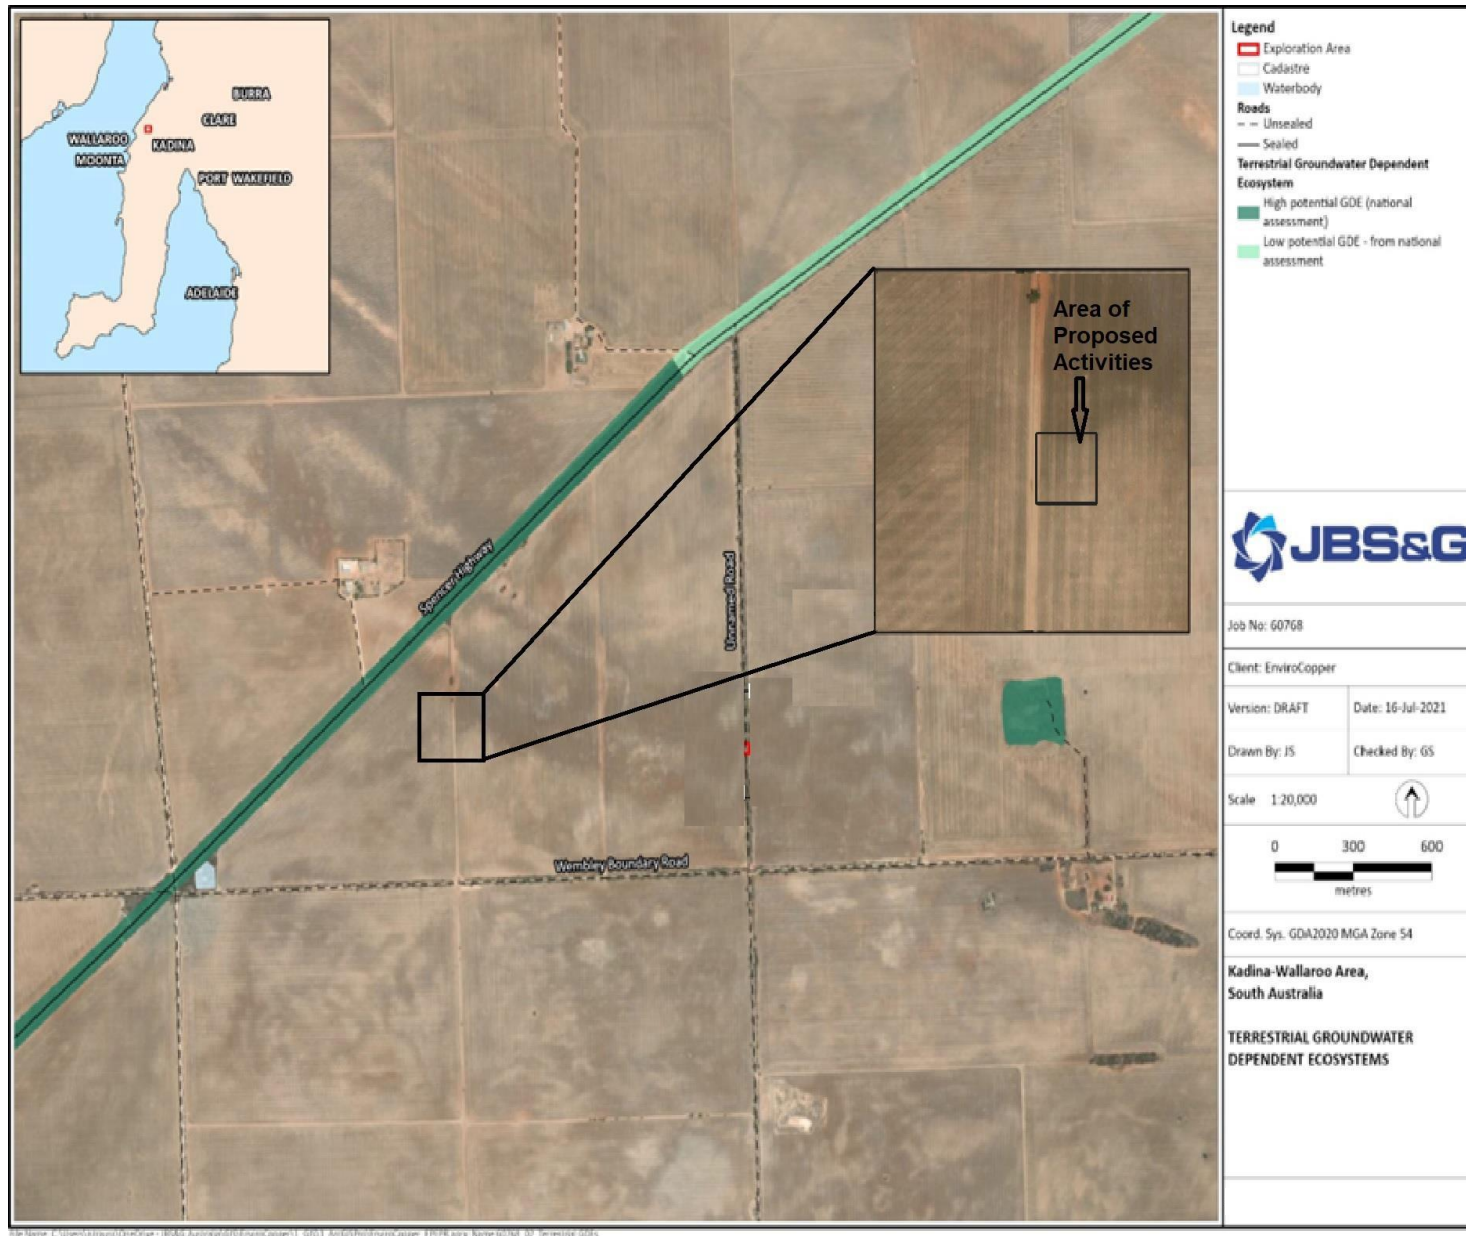 BURRA
CLARE
WALLAROO
KADINA
MOONTA
PORT WAKEFIELD
ADELAIDE
Spencer Highway
Unnamed Road
Wembley Boundary Road
Area of
Proposed
Activities
Legend
Exploration Area
Cadastre
Waterbody
Roads
Unsealed
Sealed
Terrestrial Groundwater Dependent
Ecosystem
High potential GDE (national
assessment)
Low potential GDE - from national
assessment
JBS&G
Job No: 60768
Client: EnviroCopper
Version: DRAFT
Date: 16-Jul-2021
Drawn By: JS
Checked By: GS
Scale 1:20,000
0 300 600
metres
Coord. Sys. GDA2020 MGA Zone 54
Kadina-Wallaroo Area,
South Australia
TERRESTRIAL GROUNDWATER
DEPENDENT ECOSYSTEMS